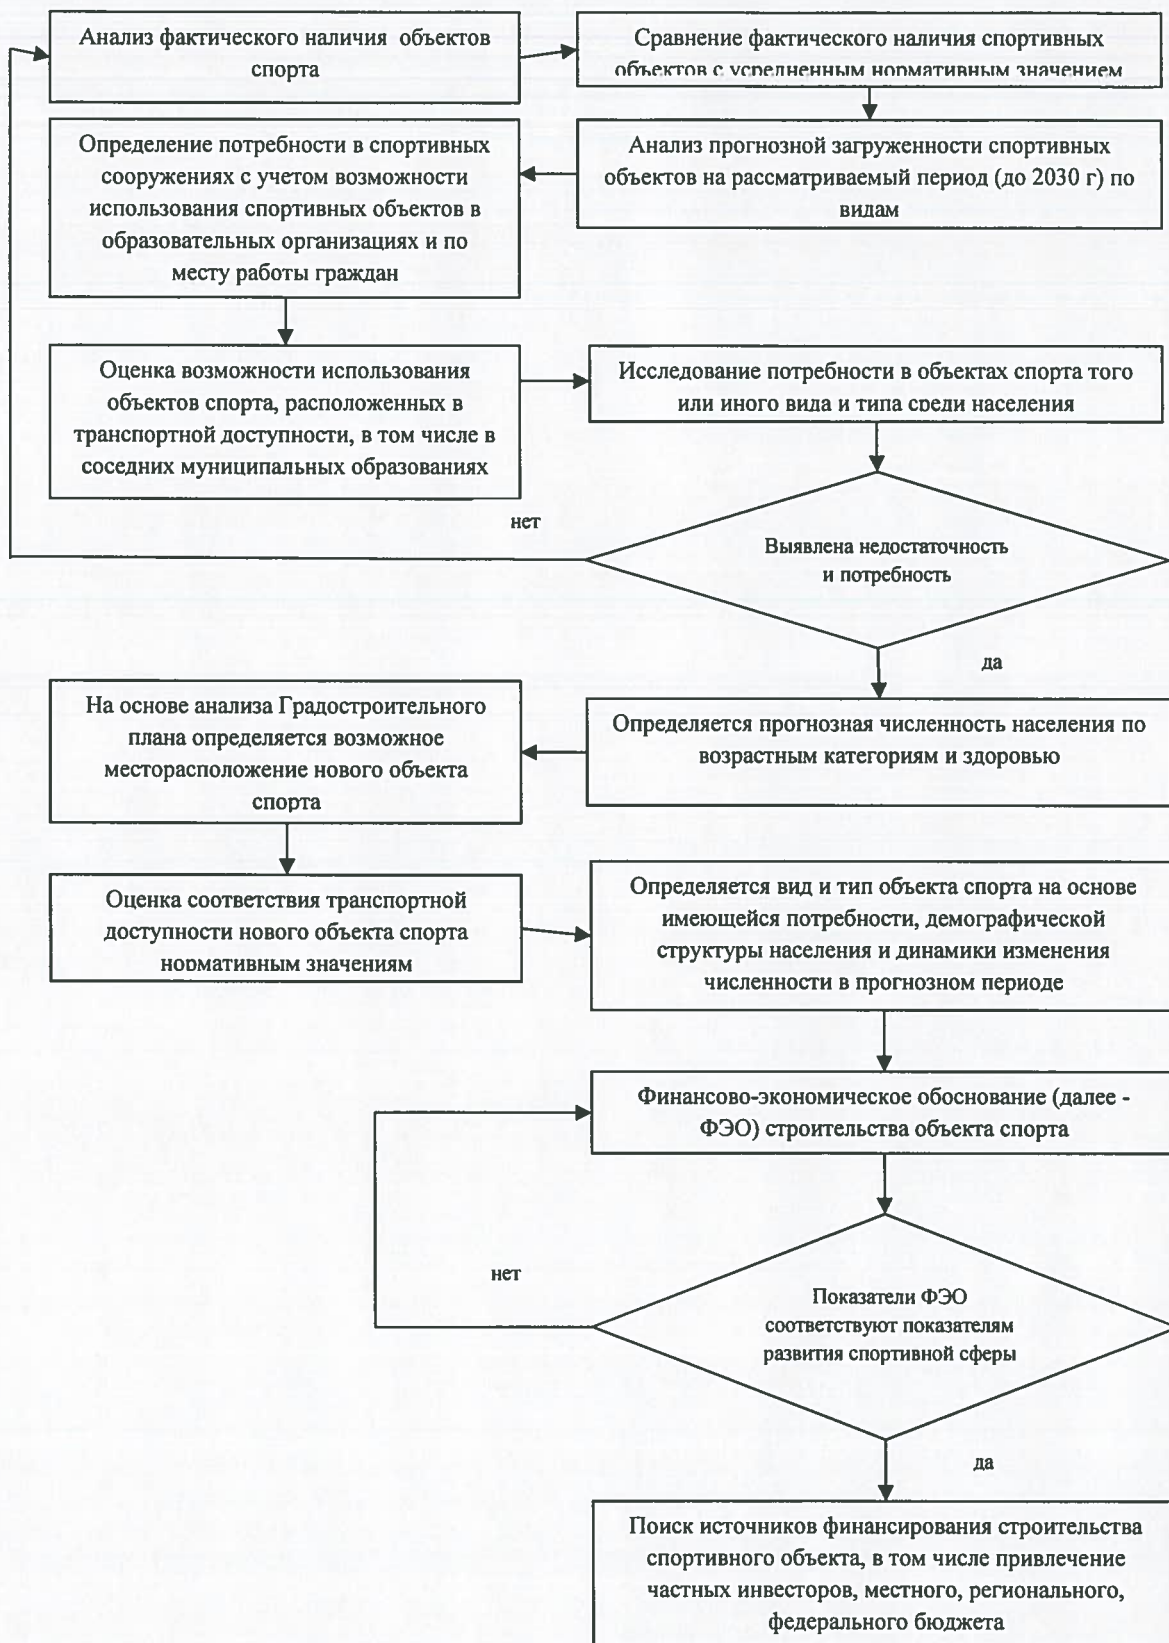 Анализ фактического наличия объектов
спорта
Сравнение фактического наличия спортивных
объектов с усредненным нормативным значением
Анализ прогнозной загруженности спортивных
объектов на рассматриваемый период (до 2030 г) по
видам
Определение потребности в спортивных
сооружениях с учетом возможности
использования спортивных объектов в
образовательных организациях и по
месту работы граждан
Оценка возможности использования
объектов спорта, расположенных в
транспортной доступности, в том числе в
соседних муниципальных образованиях
Исследование потребности в объектах спорта того
или иного вида и типа среди населения
нет
Выявлена недостаточность
и потребность
да
Определяется прогнозная численность населения по
возрастным категориям и здоровью
На основе анализа Градостроительного
плана определяется возможное
месторасположение нового объекта
спорта
Оценка соответствия транспортной
доступности нового объекта спорта
нормативным значениям
Определяется вид и тип объекта спорта на основе
имеющейся потребности, демографической
структуры населения и динамики изменения
численности в прогнозном периоде
Финансово-экономическое обоснование (далее -
ФЭО) строительства объекта спорта
нет
Показатели ФЭО
соответствуют показателям
развития спортивной сферы
да
Поиск источников финансирования строительства
спортивного объекта, в том числе привлечение
частных инвесторов, местного, регионального,
федерального бюджета